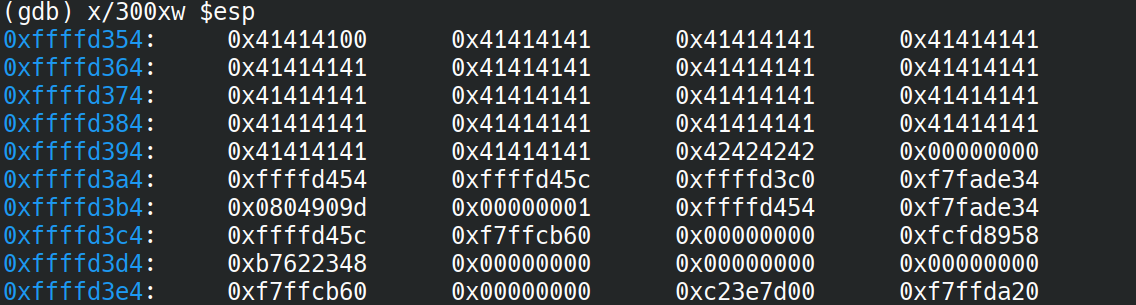 (gdb) x/300xw $esp
0xffffd354: 0x41414100 0x41414141 0x41414141 0x41414141
0xffffd364: 0x41414141 0x41414141 0x41414141 0x41414141
0xffffd374: 0x41414141 0x41414141 0x41414141 0x41414141
0xffffd384: 0x41414141 0x41414141 0x41414141 0x41414141
0xffffd394: 0x41414141 0x41414141 0x42424242 0x00000000
0xffffd3a4: 0xffffd454 0xffffd45c 0xffffd3c0 0xf7fade34
0xffffd3b4: 0x0804909d 0x00000001 0xffffd454 0xf7fade34
0xffffd3c4: 0xffffd45c 0xf7ffcb60 0x00000000 0xfcfd8958
0xffffd3d4: 0xb7622348 0x00000000 0x00000000 0x00000000
0xffffd3e4: 0xf7ffcb60 0x00000000 0xc23e7d00 0xf7ffda20